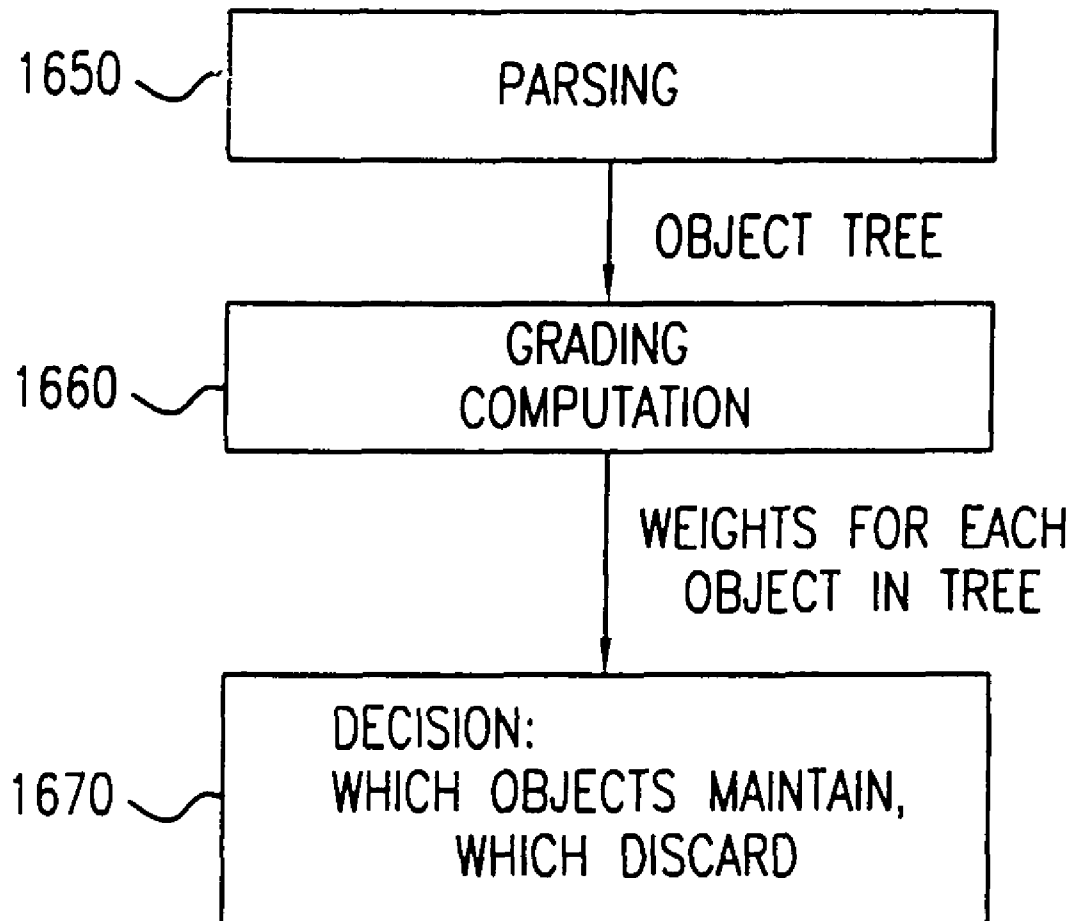 1650
PARSING
OBJECT TREE
1660
GRADING
COMPUTATION
WEIGHTS FOR EACH
OBJECT IN TREE
1670
DECISION:
WHICH OBJECTS MAINTAIN,
WHICH DISCARD